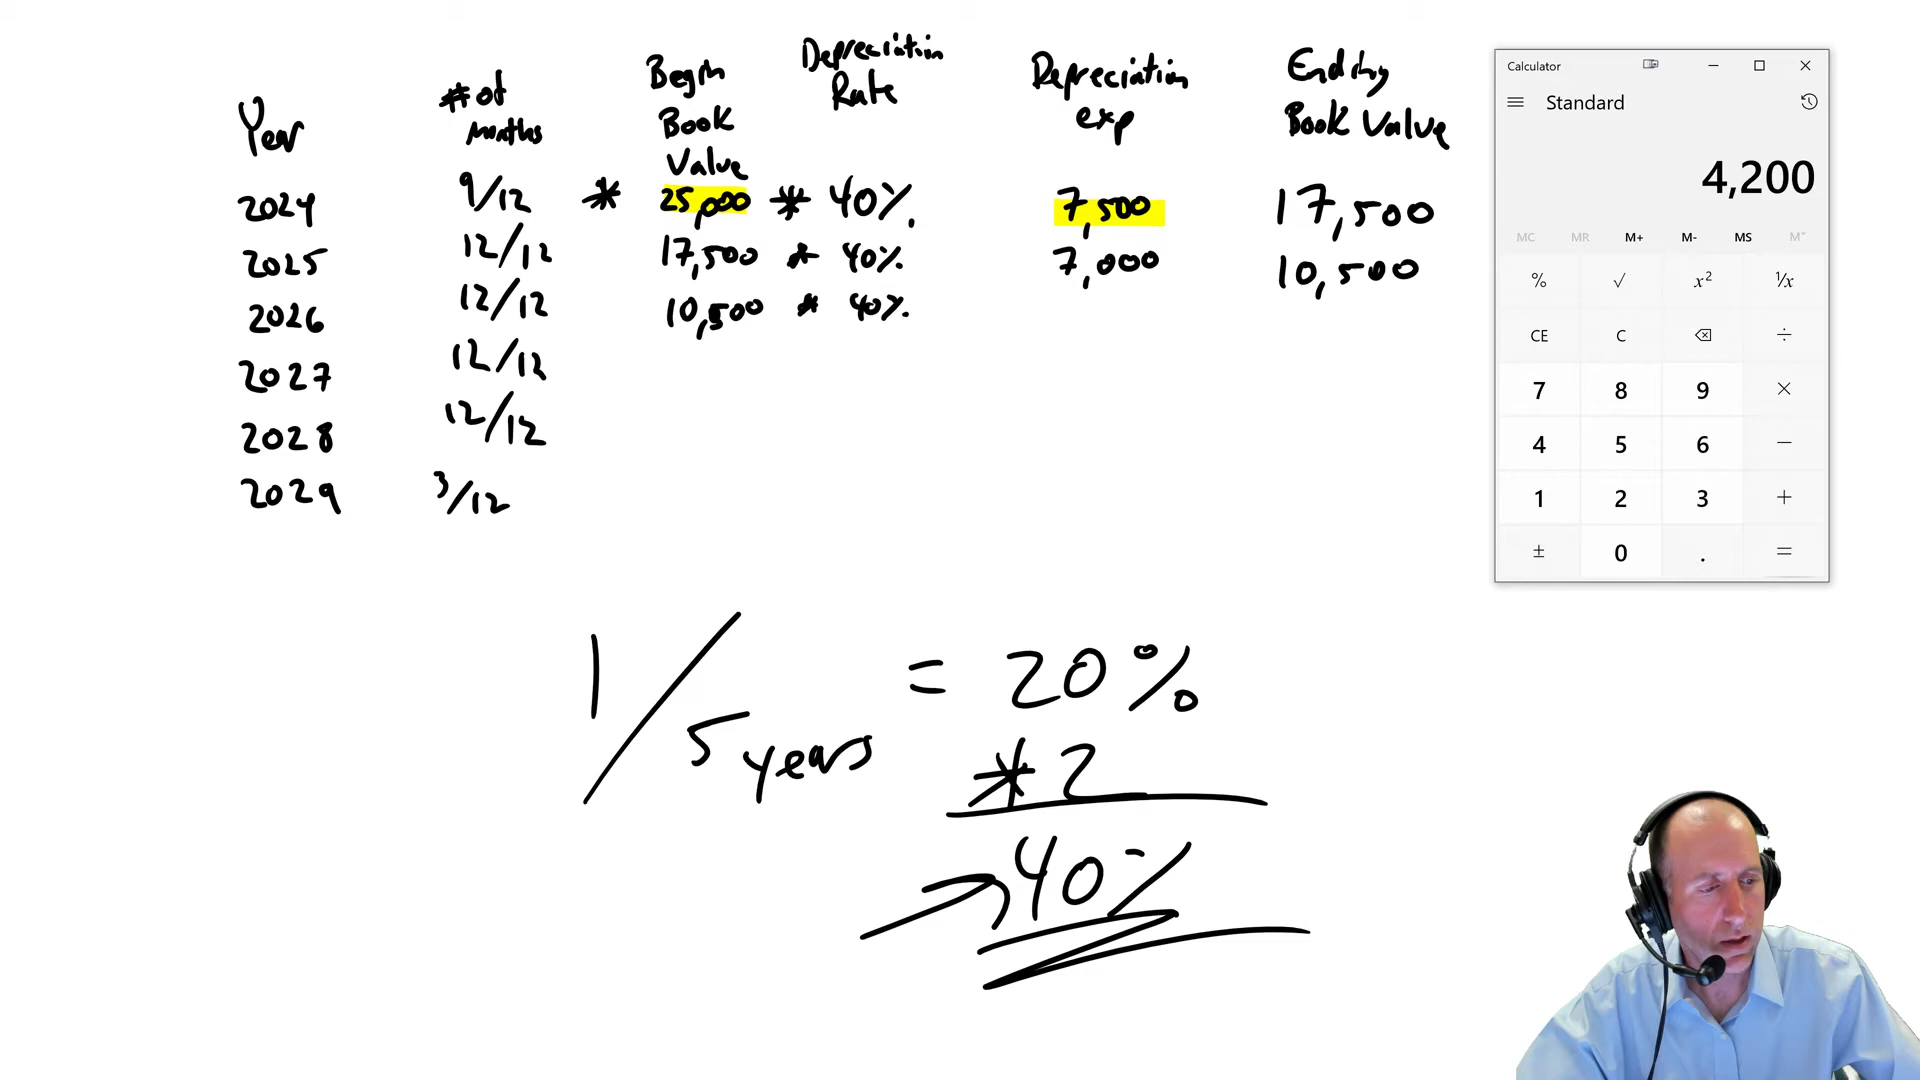 Year # of months Begin Book Value Depreciation Rate Depreciation exp Ending Book Value
2024 9/12 * 25,000 * 40%. 7,500 17,500
2025 12/12 17,500 * 40%. 7,000 10,500
2026 12/12 10,500 * 40%.
2027 12/12
2028 12/12
2029 3/12
1/5 years = 20%
*2
40%
Calculator
Standard
4,200
MC MR M+ M- MS M˅
% √ x² ¹/x
CE C ⌫ ÷
7 8 9 ×
4 5 6 −
1 2 3 +
± 0 . =